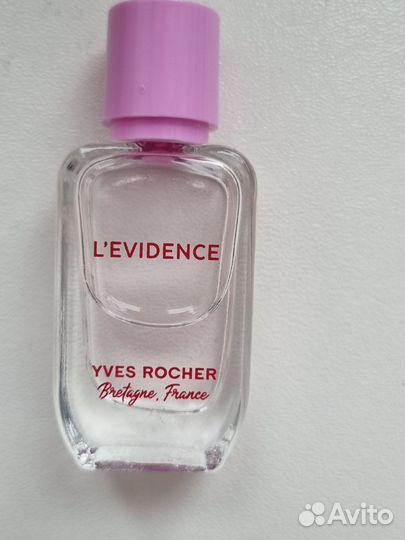 L'EVIDENCE
YVES ROCHER
Bretagne, France
Avito